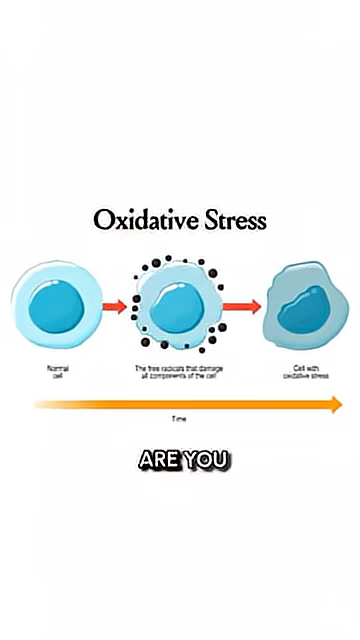 Oxidative Stress
Normal
cell
The free radicals that damage
all components of the cell
Cell with
oxidative stress
Time
ARE YOU